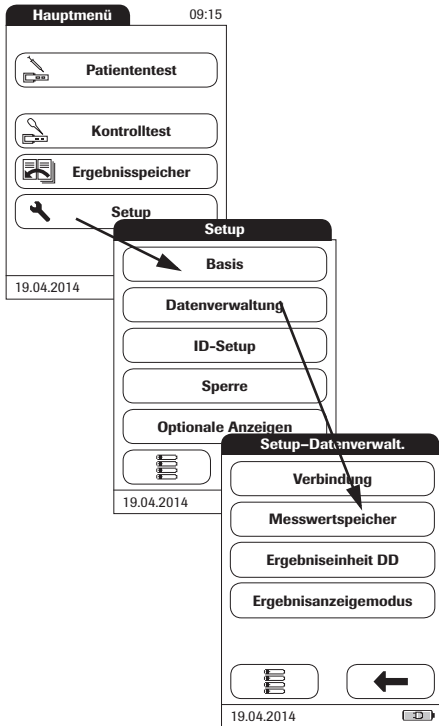 Hauptmenü 09:15
Patiententest
Kontrolltest
Ergebnisspeicher
Setup
19.04.2014
Setup
Basis
Datenverwaltung
ID-Setup
Sperre
Optionale Anzeigen
19.04.2014
Setup–Datenverwalt.
Verbindung
Messwertspeicher
Ergebniseinheit DD
Ergebnisanzeigemodus
19.04.2014